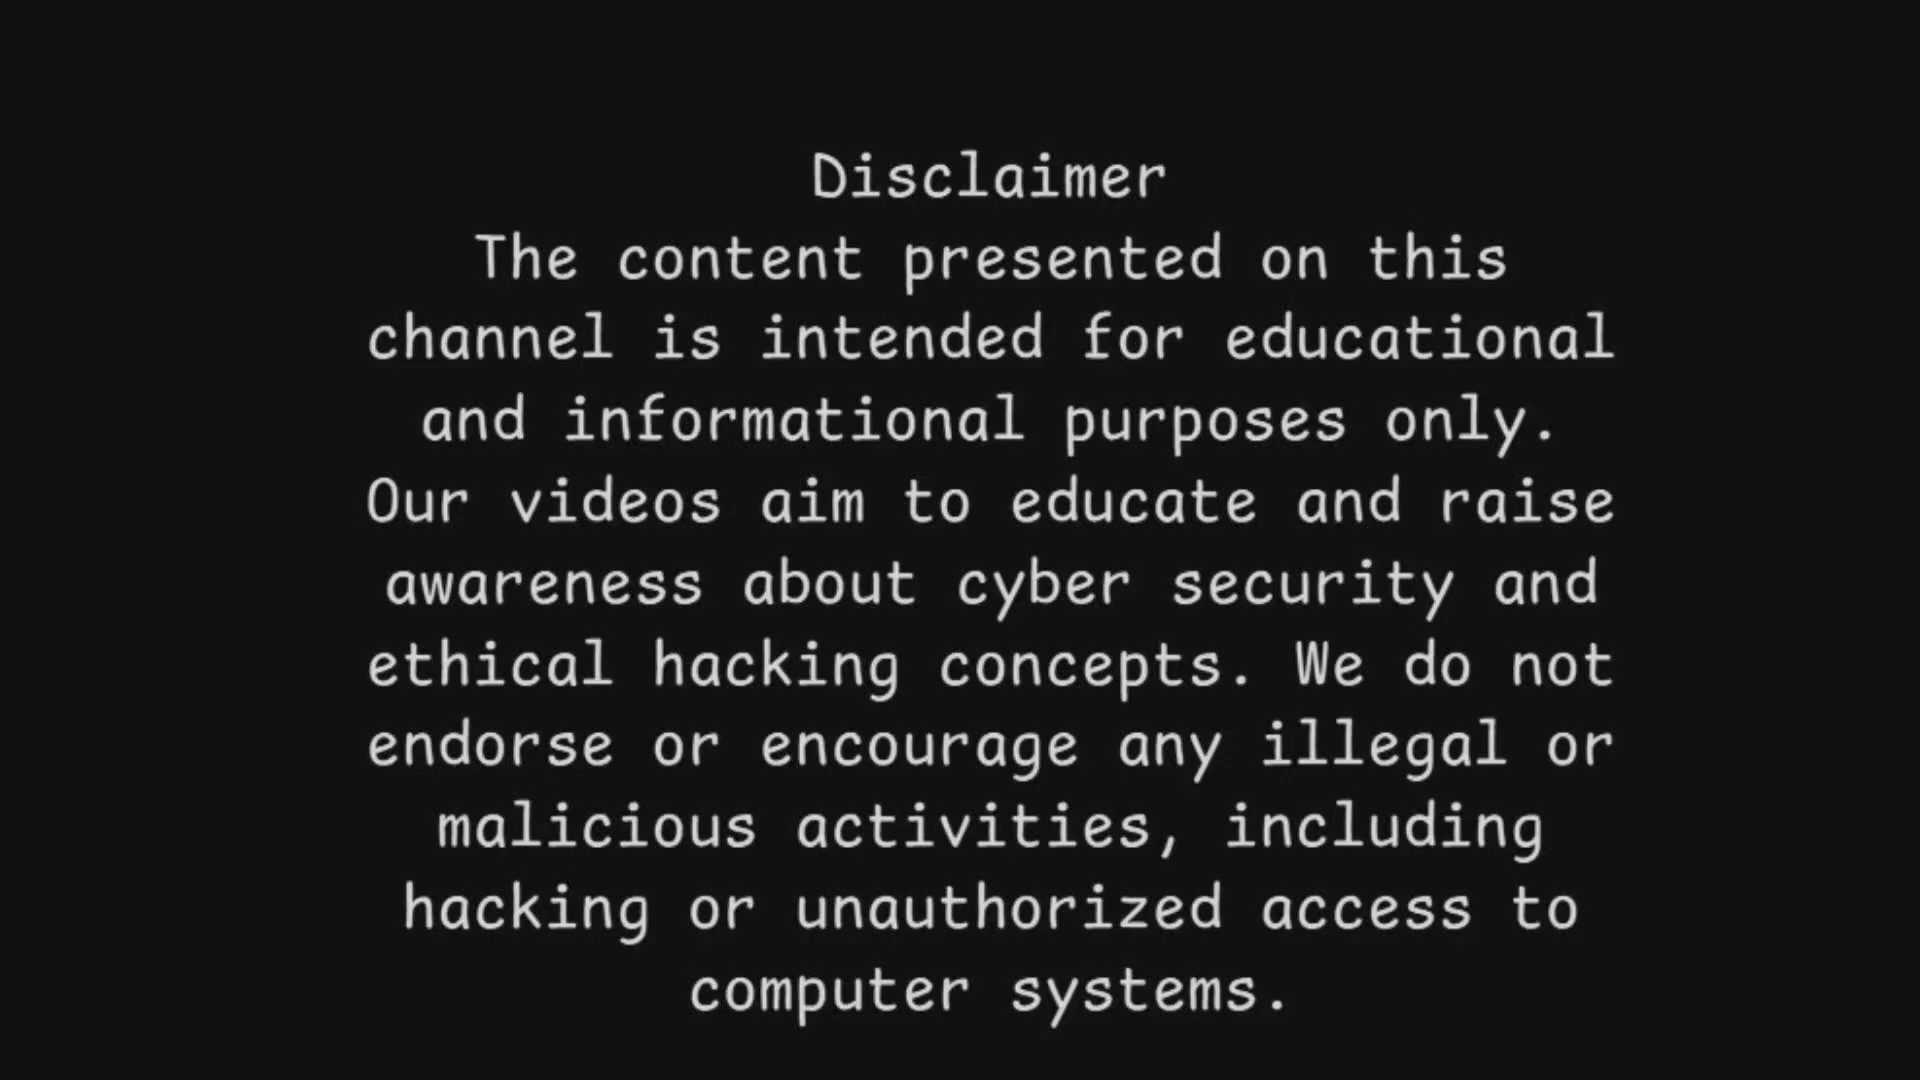 Disclaimer
The content presented on this
channel is intended for educational
and informational purposes only.
Our videos aim to educate and raise
awareness about cyber security and
ethical hacking concepts. We do not
endorse or encourage any illegal or
malicious activities, including
hacking or unauthorized access to
computer systems.